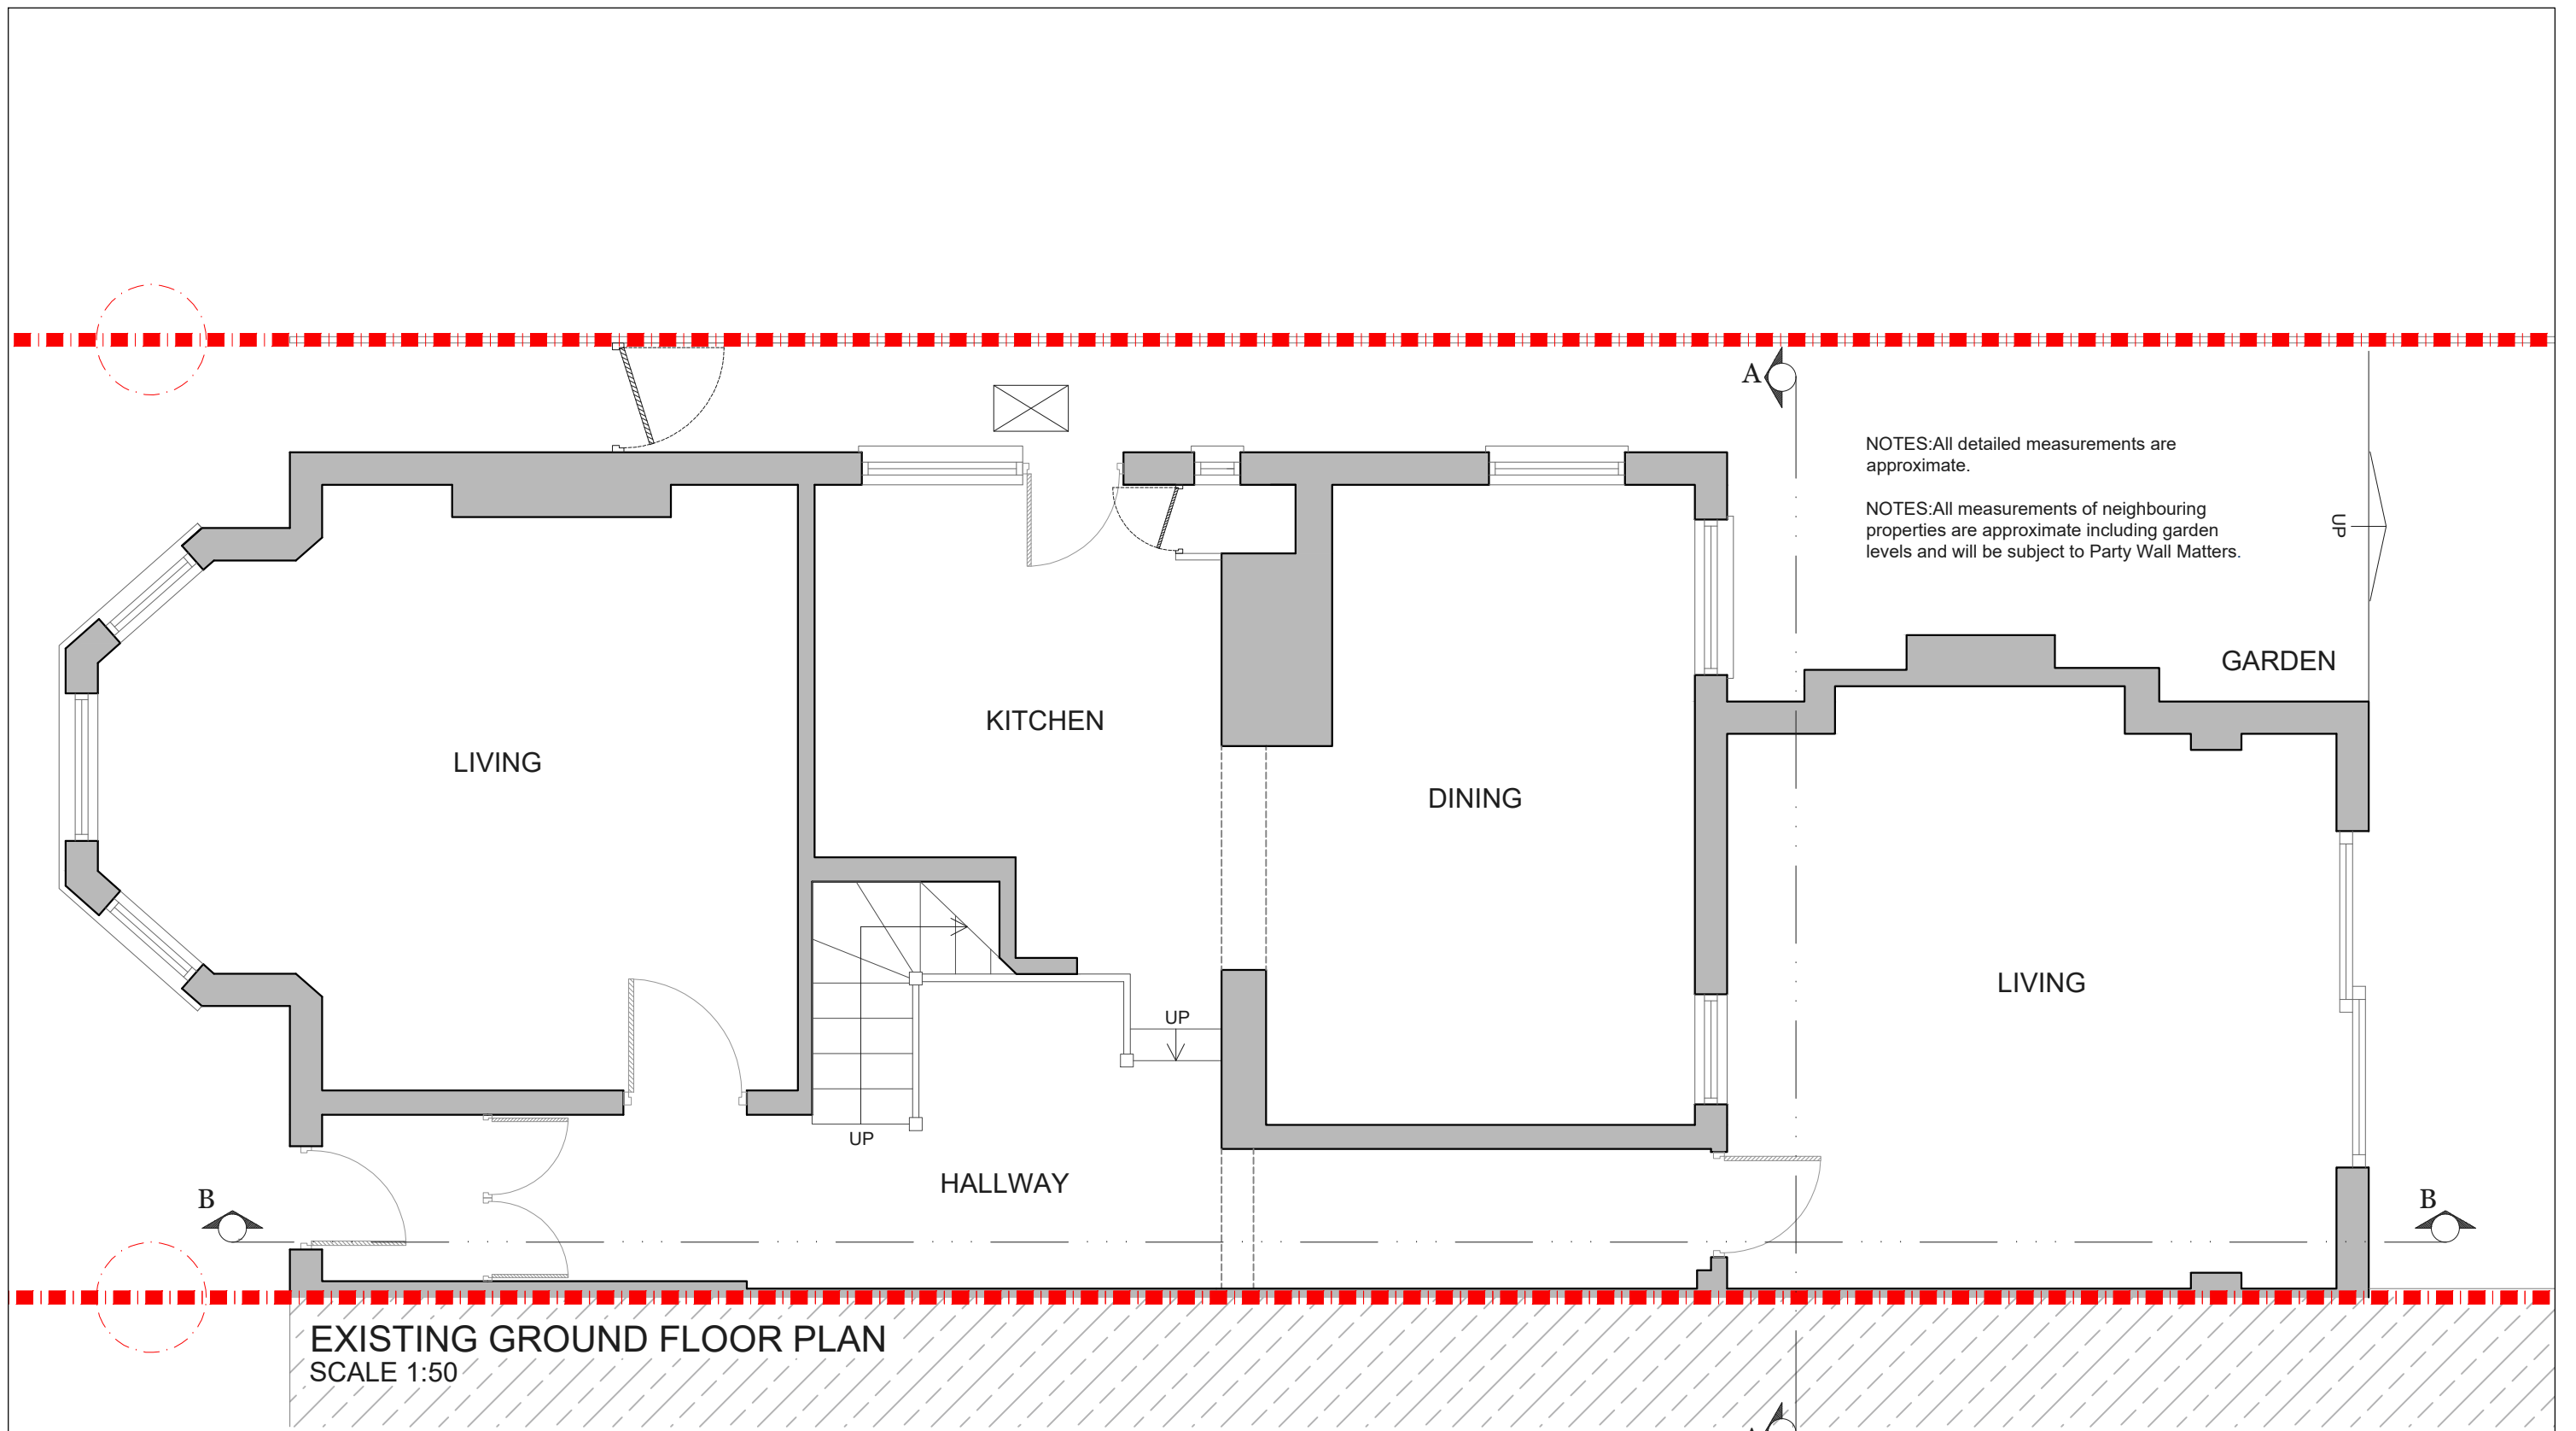 A
NOTES:All detailed measurements are
approximate.
NOTES:All measurements of neighbouring
properties are approximate including garden
levels and will be subject to Party Wall Matters.
UP
GARDEN
KITCHEN
LIVING
DINING
LIVING
UP
UP
HALLWAY
B
B
EXISTING GROUND FLOOR PLAN
SCALE 1:50